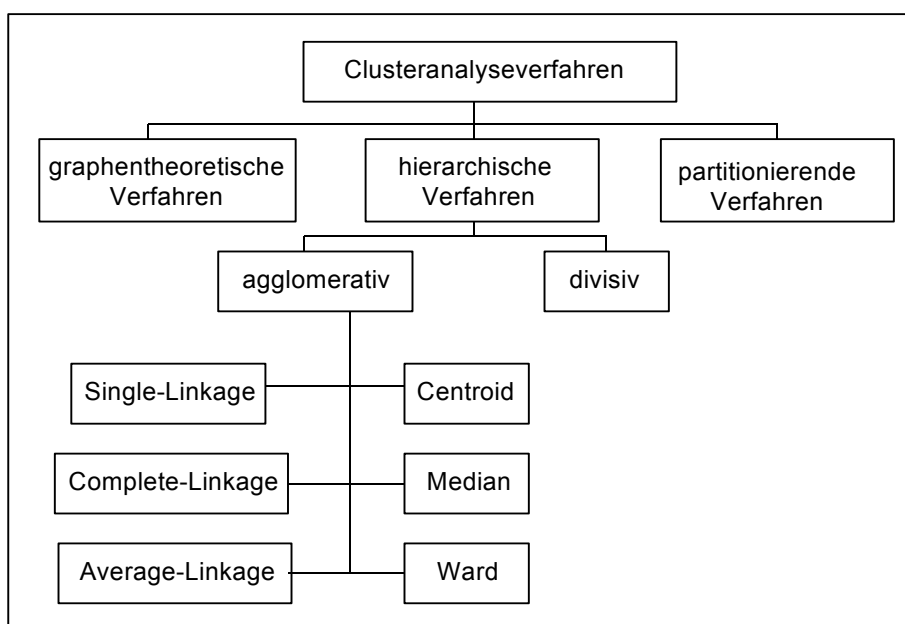 Clusteranalyseverfahren
graphentheoretische
Verfahren
hierarchische
Verfahren
partitionierende
Verfahren
agglomerativ
divisiv
Single-Linkage
Centroid
Complete-Linkage
Median
Average-Linkage
Ward